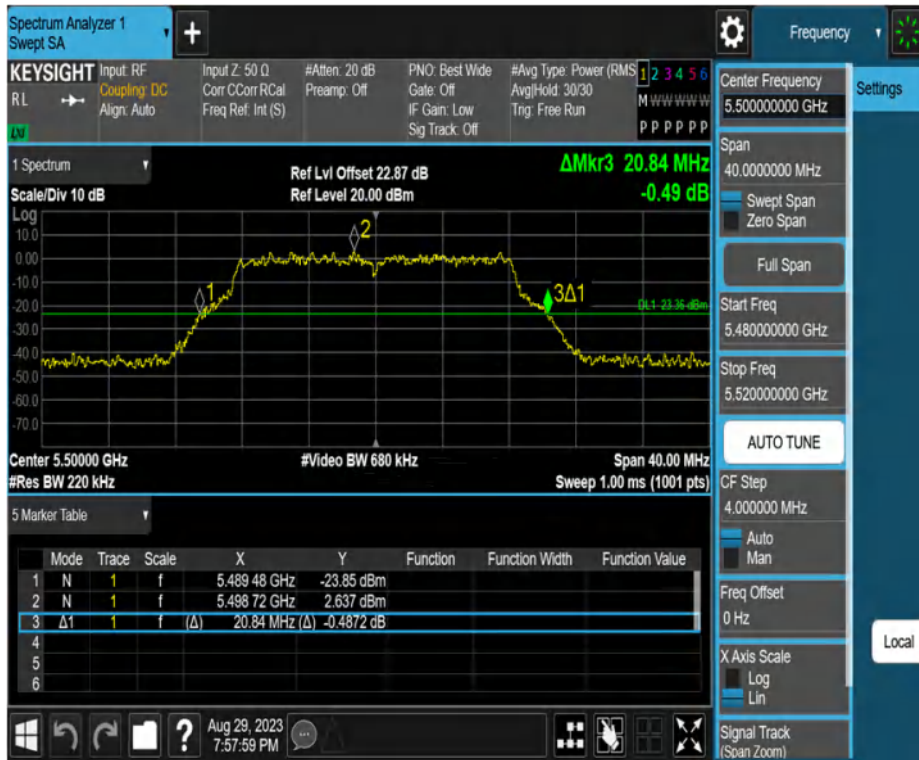 Spectrum Analyzer 1
Swept SA
+
Frequency
KEYSIGHT
RL
LXI
Input: RF
Coupling: DC
Align: Auto
Input Z: 50 Ω
Corr CCorr RCal
Freq Ref: Int (S)
#Atten: 20 dB
Preamp: Off
PNO: Best Wide
Gate: Off
IF Gain: Low
Sig Track: Off
#Avg Type: Power (RMS
Avg|Hold: 30/30
Trig: Free Run
1 2 3 4 5 6
M W W W W W
P P P P P P
1 Spectrum
Scale/Div 10 dB
Ref Lvl Offset 22.87 dB
Ref Level 20.00 dBm
ΔMkr3 20.84 MHz
-0.49 dB
Log
10.0
0.00
-10.0
-20.0
-30.0
-40.0
-50.0
-60.0
-70.0
1
2
3Δ1
DL1 -23.36 dBm
Center 5.50000 GHz
#Video BW 680 kHz
Span 40.00 MHz
#Res BW 220 kHz
Sweep 1.00 ms (1001 pts)
5 Marker Table
Mode Trace Scale X Y Function Function Width Function Value
1 N 1 f 5.489 48 GHz -23.85 dBm
2 N 1 f 5.498 72 GHz 2.637 dBm
3 Δ1 1 f (Δ) 20.84 MHz (Δ) -0.4872 dB
4
5
6
?
Aug 29, 2023
7:57:59 PM
Center Frequency
5.500000000 GHz
Settings
Span
40.0000000 MHz
Swept Span
Zero Span
Full Span
Start Freq
5.480000000 GHz
Stop Freq
5.520000000 GHz
AUTO TUNE
CF Step
4.000000 MHz
Auto
Man
Freq Offset
0 Hz
Local
X Axis Scale
Log
Lin
Signal Track
(Span Zoom)